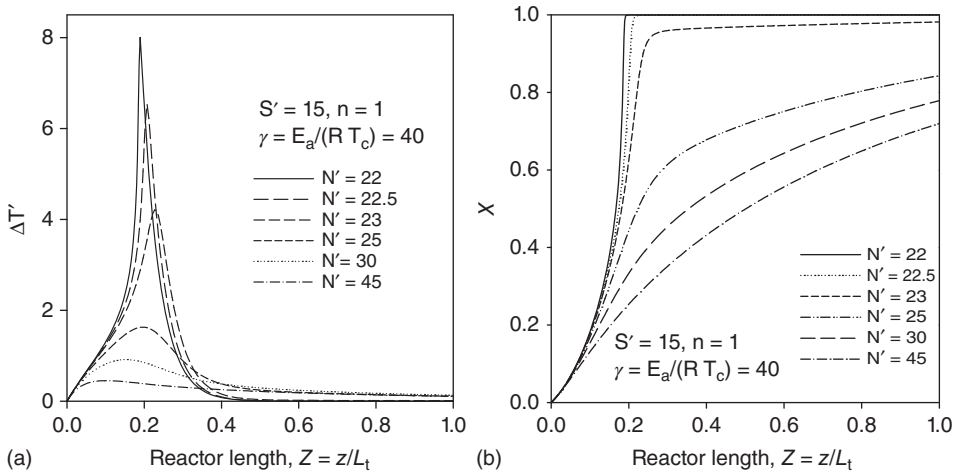 8
6
4
2
0
ΔT′
S′ = 15, n = 1
γ = Eₐ/(R T꜀) = 40
N′ = 22
N′ = 22.5
N′ = 23
N′ = 25
N′= 30
N′ = 45
0.0 0.2 0.4 0.6 0.8 1.0
(a) Reactor length, Z = z/Lₜ
1.0
0.8
0.6
0.4
0.2
0.0
X
N′ = 22
N′ = 22.5
N′ = 23
N′ = 25
N′ = 30
N′ = 45
S′ = 15, n = 1
γ = Eₐ/(R T꜀) = 40
0.0 0.2 0.4 0.6 0.8 1.0
(b) Reactor length, Z = z/Lₜ